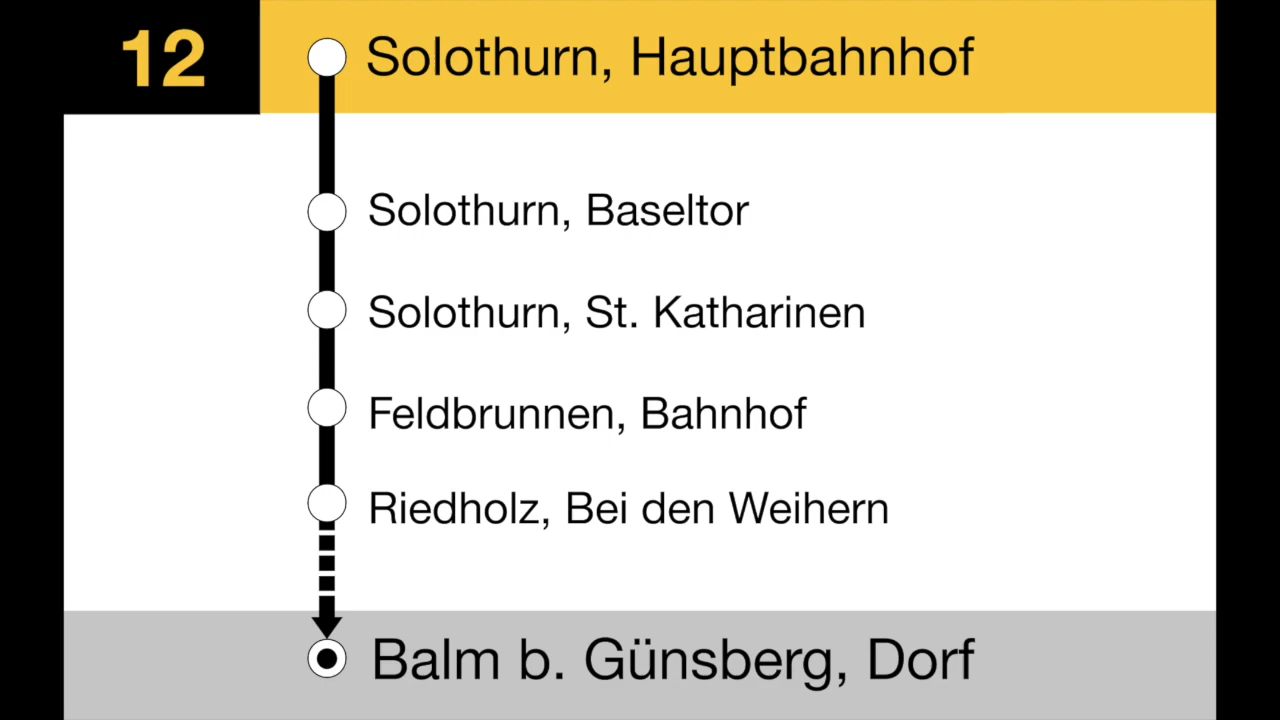 12
Solothurn, Hauptbahnhof
Solothurn, Baseltor
Solothurn, St. Katharinen
Feldbrunnen, Bahnhof
Riedholz, Bei den Weihern
Balm b. Günsberg, Dorf